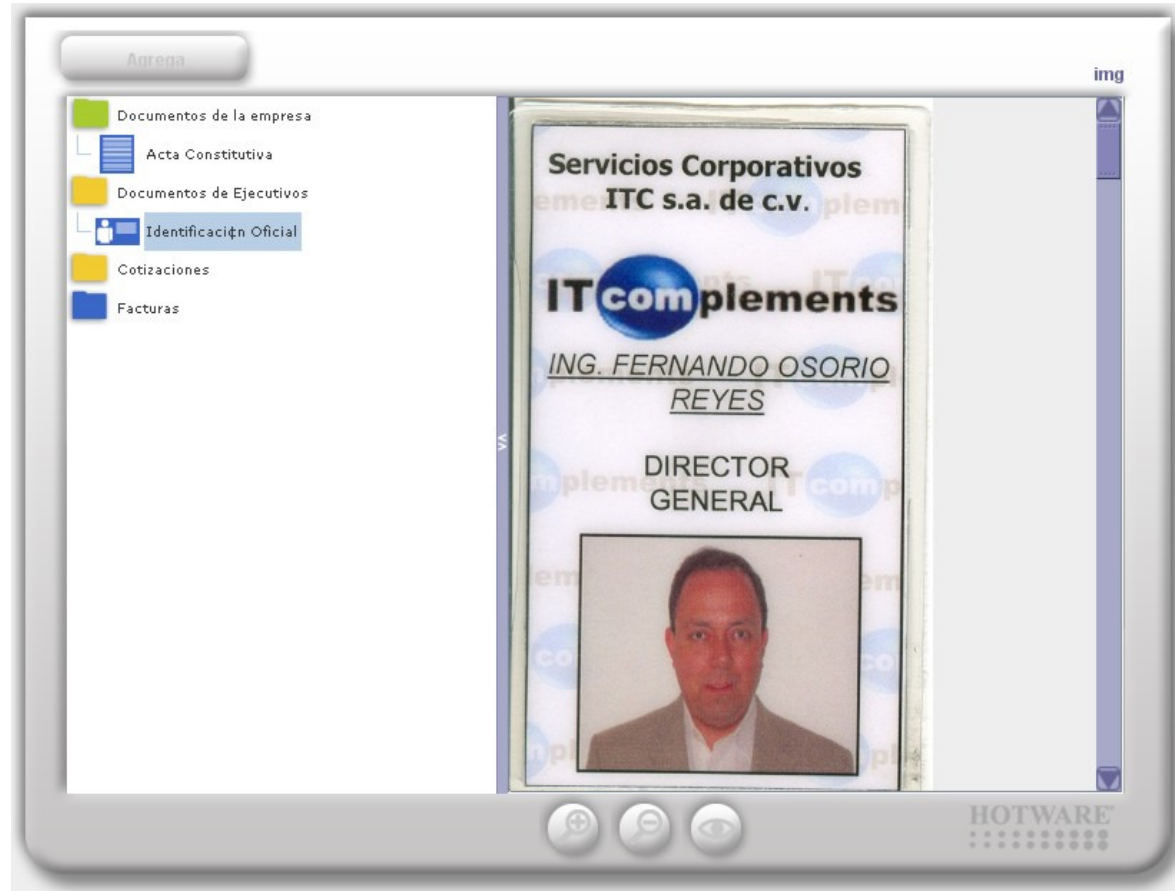 Agrega
img
Documentos de la empresa
Acta Constitutiva
Documentos de Ejecutivos
Identificaci¢n Oficial
Cotizaciones
Facturas
Servicios Corporativos
ITC s.a. de c.v.
ITcomplements
ING. FERNANDO OSORIO
REYES
DIRECTOR
GENERAL
HOTWARE